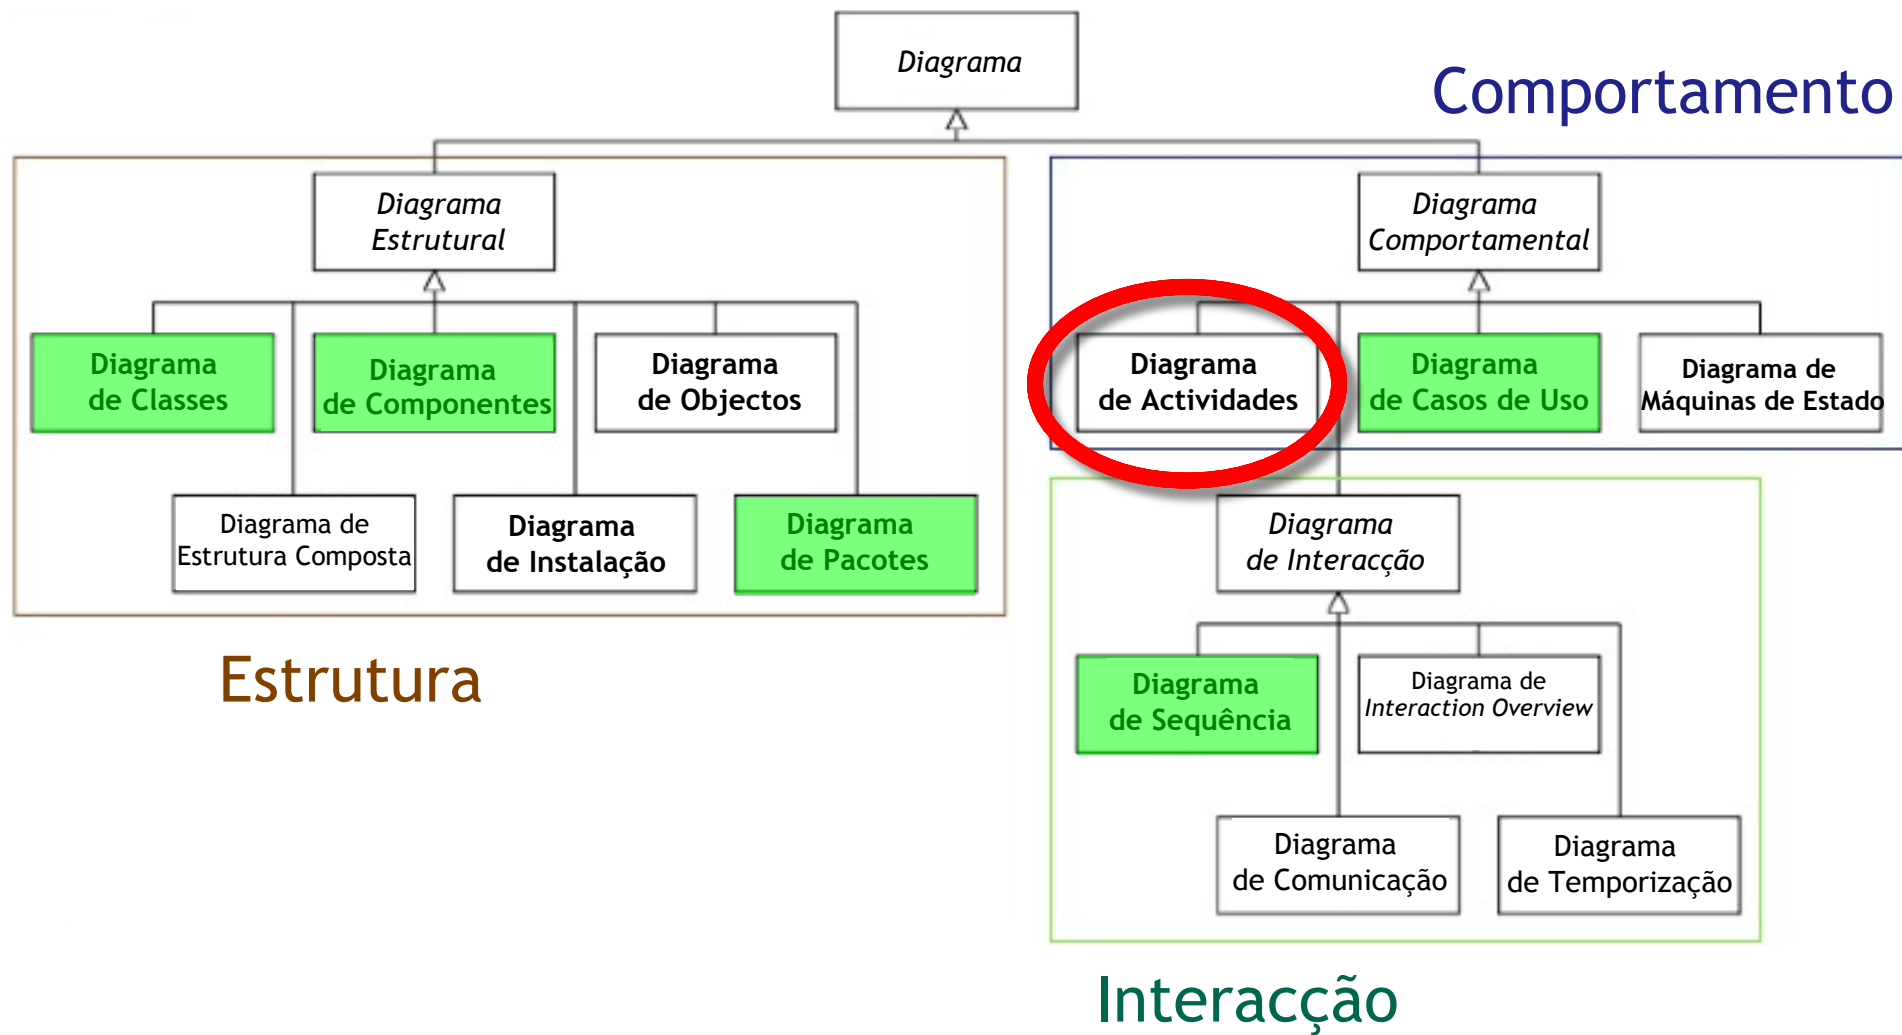 Diagrama
Comportamento
Diagrama
Estrutural
Diagrama
Comportamental
Diagrama
de Classes
Diagrama
de Componentes
Diagrama
de Objectos
Diagrama
de Actividades
Diagrama
de Casos de Uso
Diagrama de
Máquinas de Estado
Diagrama de
Estrutura Composta
Diagrama
de Instalação
Diagrama
de Pacotes
Diagrama
de Interacção
Estrutura
Diagrama
de Sequência
Diagrama de
Interaction Overview
Diagrama
de Comunicação
Diagrama
de Temporização
Interacção